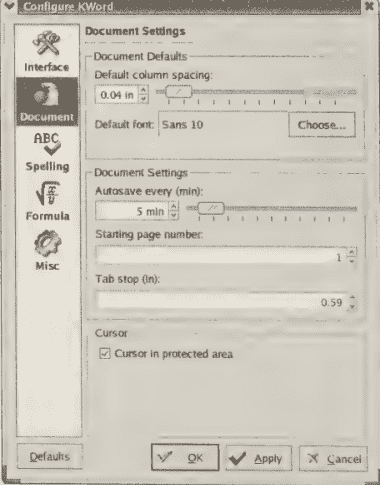 Configure KWord
Document Settings
Interface
Document
ABC
Spelling
Formula
Misc
Document Defaults
Default column spacing:
0.04 in
Default font: Sans 10
Choose...
Document Settings
Autosave every (min):
5 min
Starting page number:
1
Tab stop (in):
0.59
Cursor
Cursor in protected area
Defaults
OK
Apply
Cancel